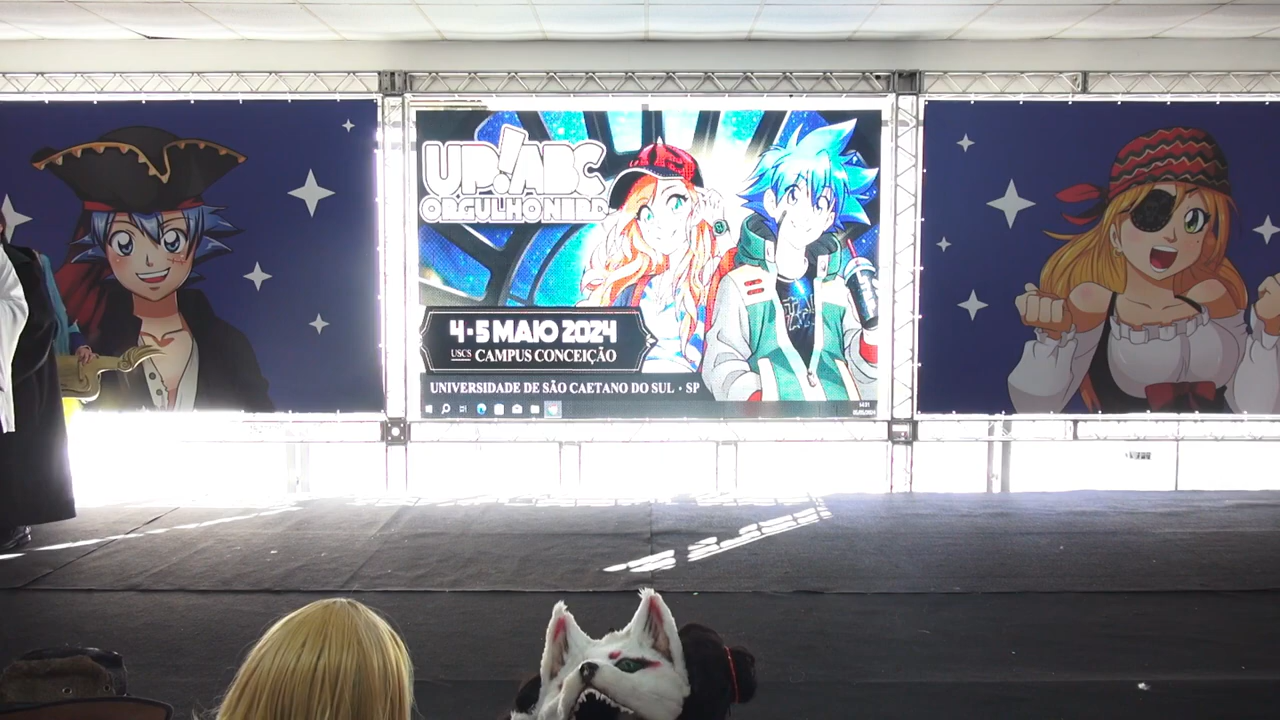 UP!ABC
ORGULHO NERD
4·5 MAIO 2024
USCS CAMPUS CONCEIÇÃO
UNIVERSIDADE DE SÃO CAETANO DO SUL · SP